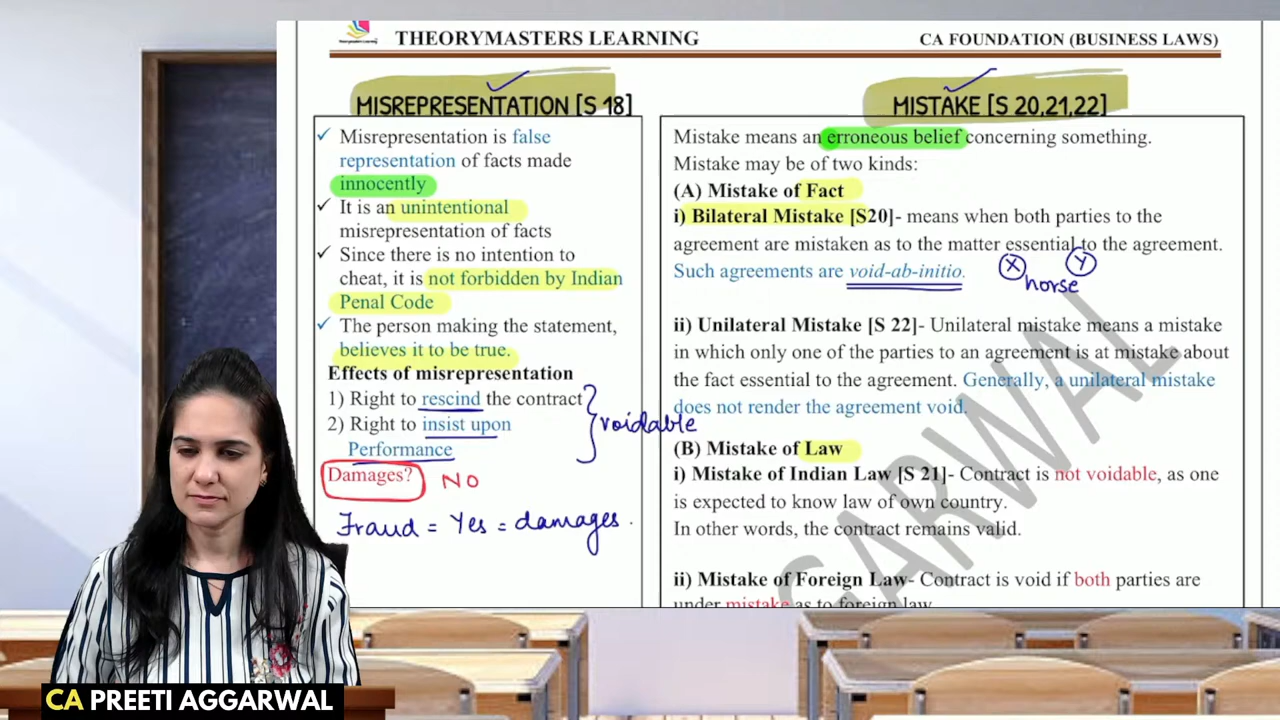 THEORYMASTERS LEARNING
CA FOUNDATION (BUSINESS LAWS)
MISREPRESENTATION [S 18]
✓ Misrepresentation is false
representation of facts made
innocently
✓ It is an unintentional
misrepresentation of facts
✓ Since there is no intention to
cheat, it is not forbidden by Indian
Penal Code
✓ The person making the statement,
believes it to be true.
Effects of misrepresentation
1) Right to rescind the contract
2) Right to insist upon
Performance
voidable
Damages? NO
Fraud = Yes = damages.
MISTAKE [S 20,21,22]
Mistake means an erroneous belief concerning something.
Mistake may be of two kinds:
(A) Mistake of Fact
i) Bilateral Mistake [S20]- means when both parties to the
agreement are mistaken as to the matter essential to the agreement.
Such agreements are void-ab-initio.
X Y
horse
ii) Unilateral Mistake [S 22]- Unilateral mistake means a mistake
in which only one of the parties to an agreement is at mistake about
the fact essential to the agreement. Generally, a unilateral mistake
does not render the agreement void.
(B) Mistake of Law
i) Mistake of Indian Law [S 21]- Contract is not voidable, as one
is expected to know law of own country.
In other words, the contract remains valid.
ii) Mistake of Foreign Law- Contract is void if both parties are
under mistake as to foreign law
GARWAL
CA PREETI AGGARWAL